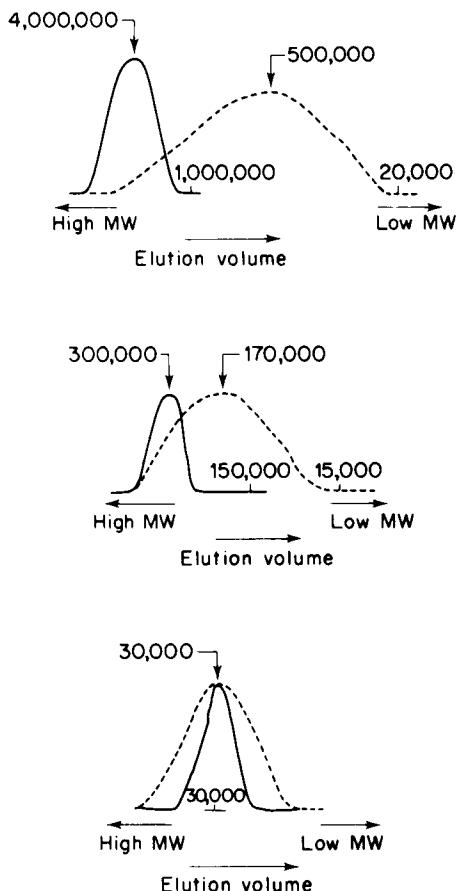 4,000,000
500,000
1,000,000
20,000
High MW
Low MW
Elution volume
300,000
170,000
150,000
15,000
High MW
Low MW
Elution volume
30,000
30,000
High MW
Low MW
Elution volume